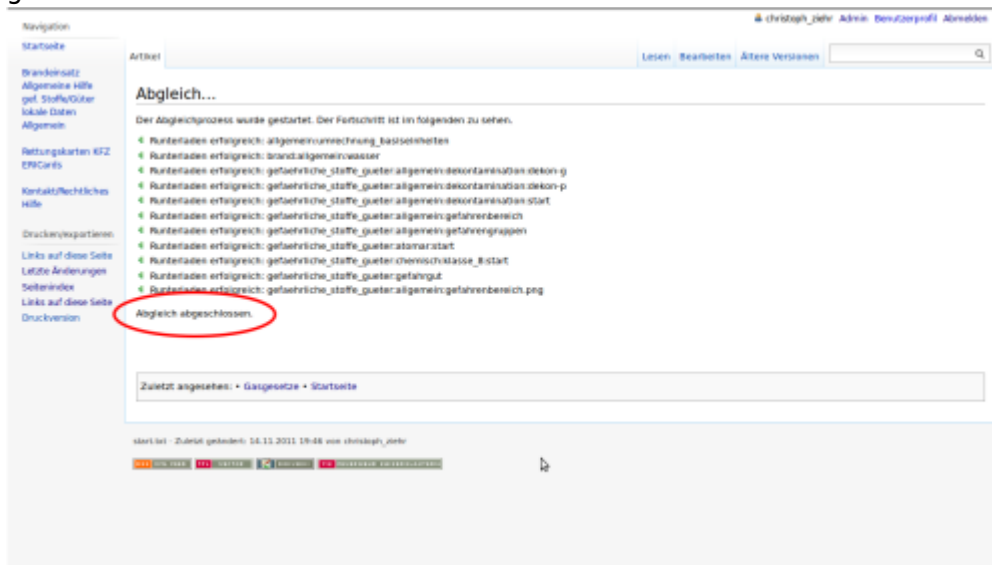 christoph_ziehr Admin Benutzerprofil Abmelden
Navigation
Startseite
Brandeinsatz
Allgemeine Hilfe
gef. Stoffe/Güter
lokale Daten
Allgemein
Rettungskarten KFZ
ERICards
Kontakt/Rechtliches
Hilfe
Drucken/exportieren
Links auf diese Seite
Letzte Änderungen
Seitenindex
Links auf diese Seite
Druckversion
Artikel
Lesen Bearbeiten Ältere Versionen
Abgleich...
Der Abgleichprozess wurde gestartet. Der Fortschritt ist im folgenden zu sehen.
Runterladen erfolgreich: allgemein:umrechnung_basiseinheiten
Runterladen erfolgreich: brand:allgemein:wasser
Runterladen erfolgreich: gefaehrliche_stoffe_gueter:allgemein:dekontamination:dekon-g
Runterladen erfolgreich: gefaehrliche_stoffe_gueter:allgemein:dekontamination:dekon-p
Runterladen erfolgreich: gefaehrliche_stoffe_gueter:allgemein:dekontamination:start
Runterladen erfolgreich: gefaehrliche_stoffe_gueter:allgemein:gefahrenbereich
Runterladen erfolgreich: gefaehrliche_stoffe_gueter:allgemein:gefahrengruppen
Runterladen erfolgreich: gefaehrliche_stoffe_gueter:atomar:start
Runterladen erfolgreich: gefaehrliche_stoffe_gueter:chemisch:klasse_8:start
Runterladen erfolgreich: gefaehrliche_stoffe_gueter:gefahrgut
Runterladen erfolgreich: gefaehrliche_stoffe_gueter:allgemein:gefahrenbereich.png
Abgleich abgeschlossen.
Zuletzt angesehen: • Gasgesetze • Startseite
start.txt · Zuletzt geändert: 14.11.2011 19:46 von christoph_ziehr